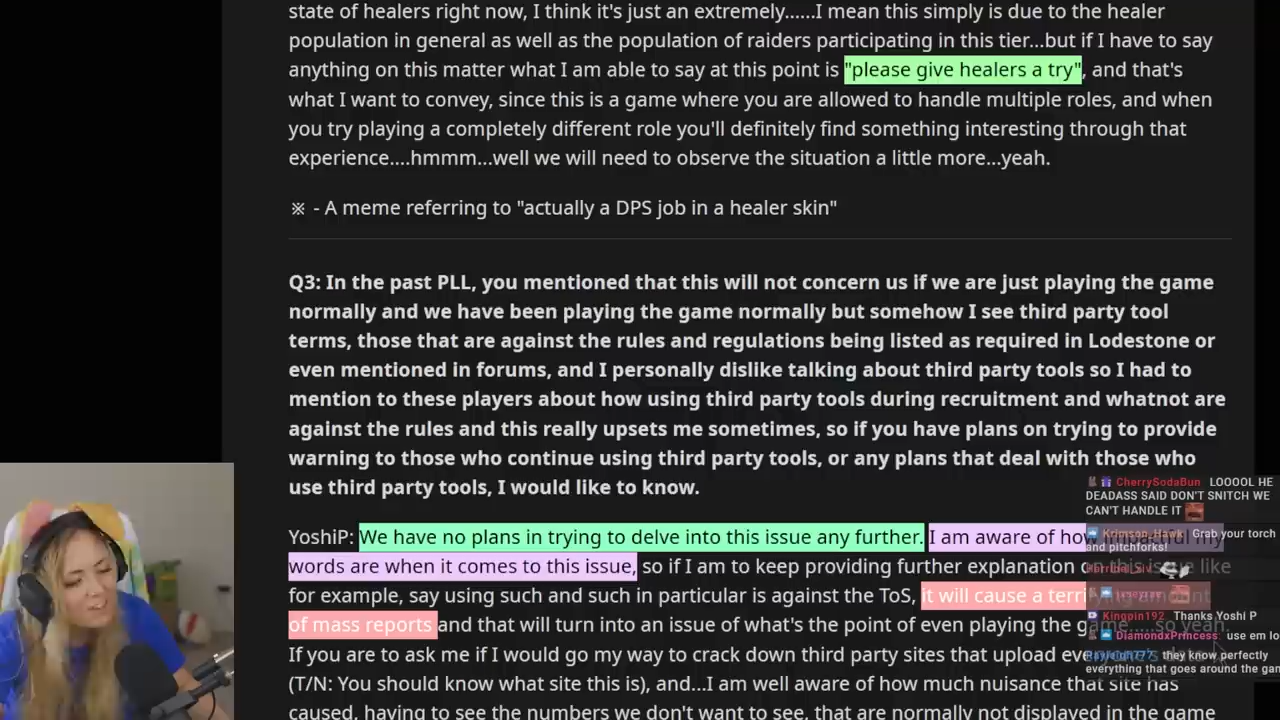 state of healers right now, I think it's just an extremely......I mean this simply is due to the healer
population in general as well as the population of raiders participating in this tier...but if I have to say
anything on this matter what I am able to say at this point is "please give healers a try", and that's
what I want to convey, since this is a game where you are allowed to handle multiple roles, and when
you try playing a completely different role you'll definitely find something interesting through that
experience....hmmm...well we will need to observe the situation a little more...yeah.
※ - A meme referring to "actually a DPS job in a healer skin"
Q3: In the past PLL, you mentioned that this will not concern us if we are just playing the game
normally and we have been playing the game normally but somehow I see third party tool
terms, those that are against the rules and regulations being listed as required in Lodestone or
even mentioned in forums, and I personally dislike talking about third party tools so I had to
mention to these players about how using third party tools during recruitment and whatnot are
against the rules and this really upsets me sometimes, so if you have plans on trying to provide
warning to those who continue using third party tools, or any plans that deal with those who
use third party tools, I would like to know.
YoshiP: We have no plans in trying to delve into this issue any further. I am aware of how my
words are when it comes to this issue, so if I am to keep providing further explanation like
for example, say using such and such in particular is against the ToS, it will cause a
of mass reports and that will turn into an issue of what's the point of even playing the game.....so yeah.
If you are to ask me if I would go my way to crack down third party sites that upload
(T/N: You should know what site this is), and...I am well aware of how much nuisance that site has
caused, having to see the numbers we don't want to see, that are normally not displayed in the game
CherrySodaBun LOOOOL HE
DEADASS SAID DON'T SNITCH WE
CAN'T HANDLE IT
Krimson_Hawk Grab your torch
and pitchforks!
Kingpin192 Thanks Yoshi P
DiamondxPrincess use em lo
they know perfectly
everything that goes around the gam